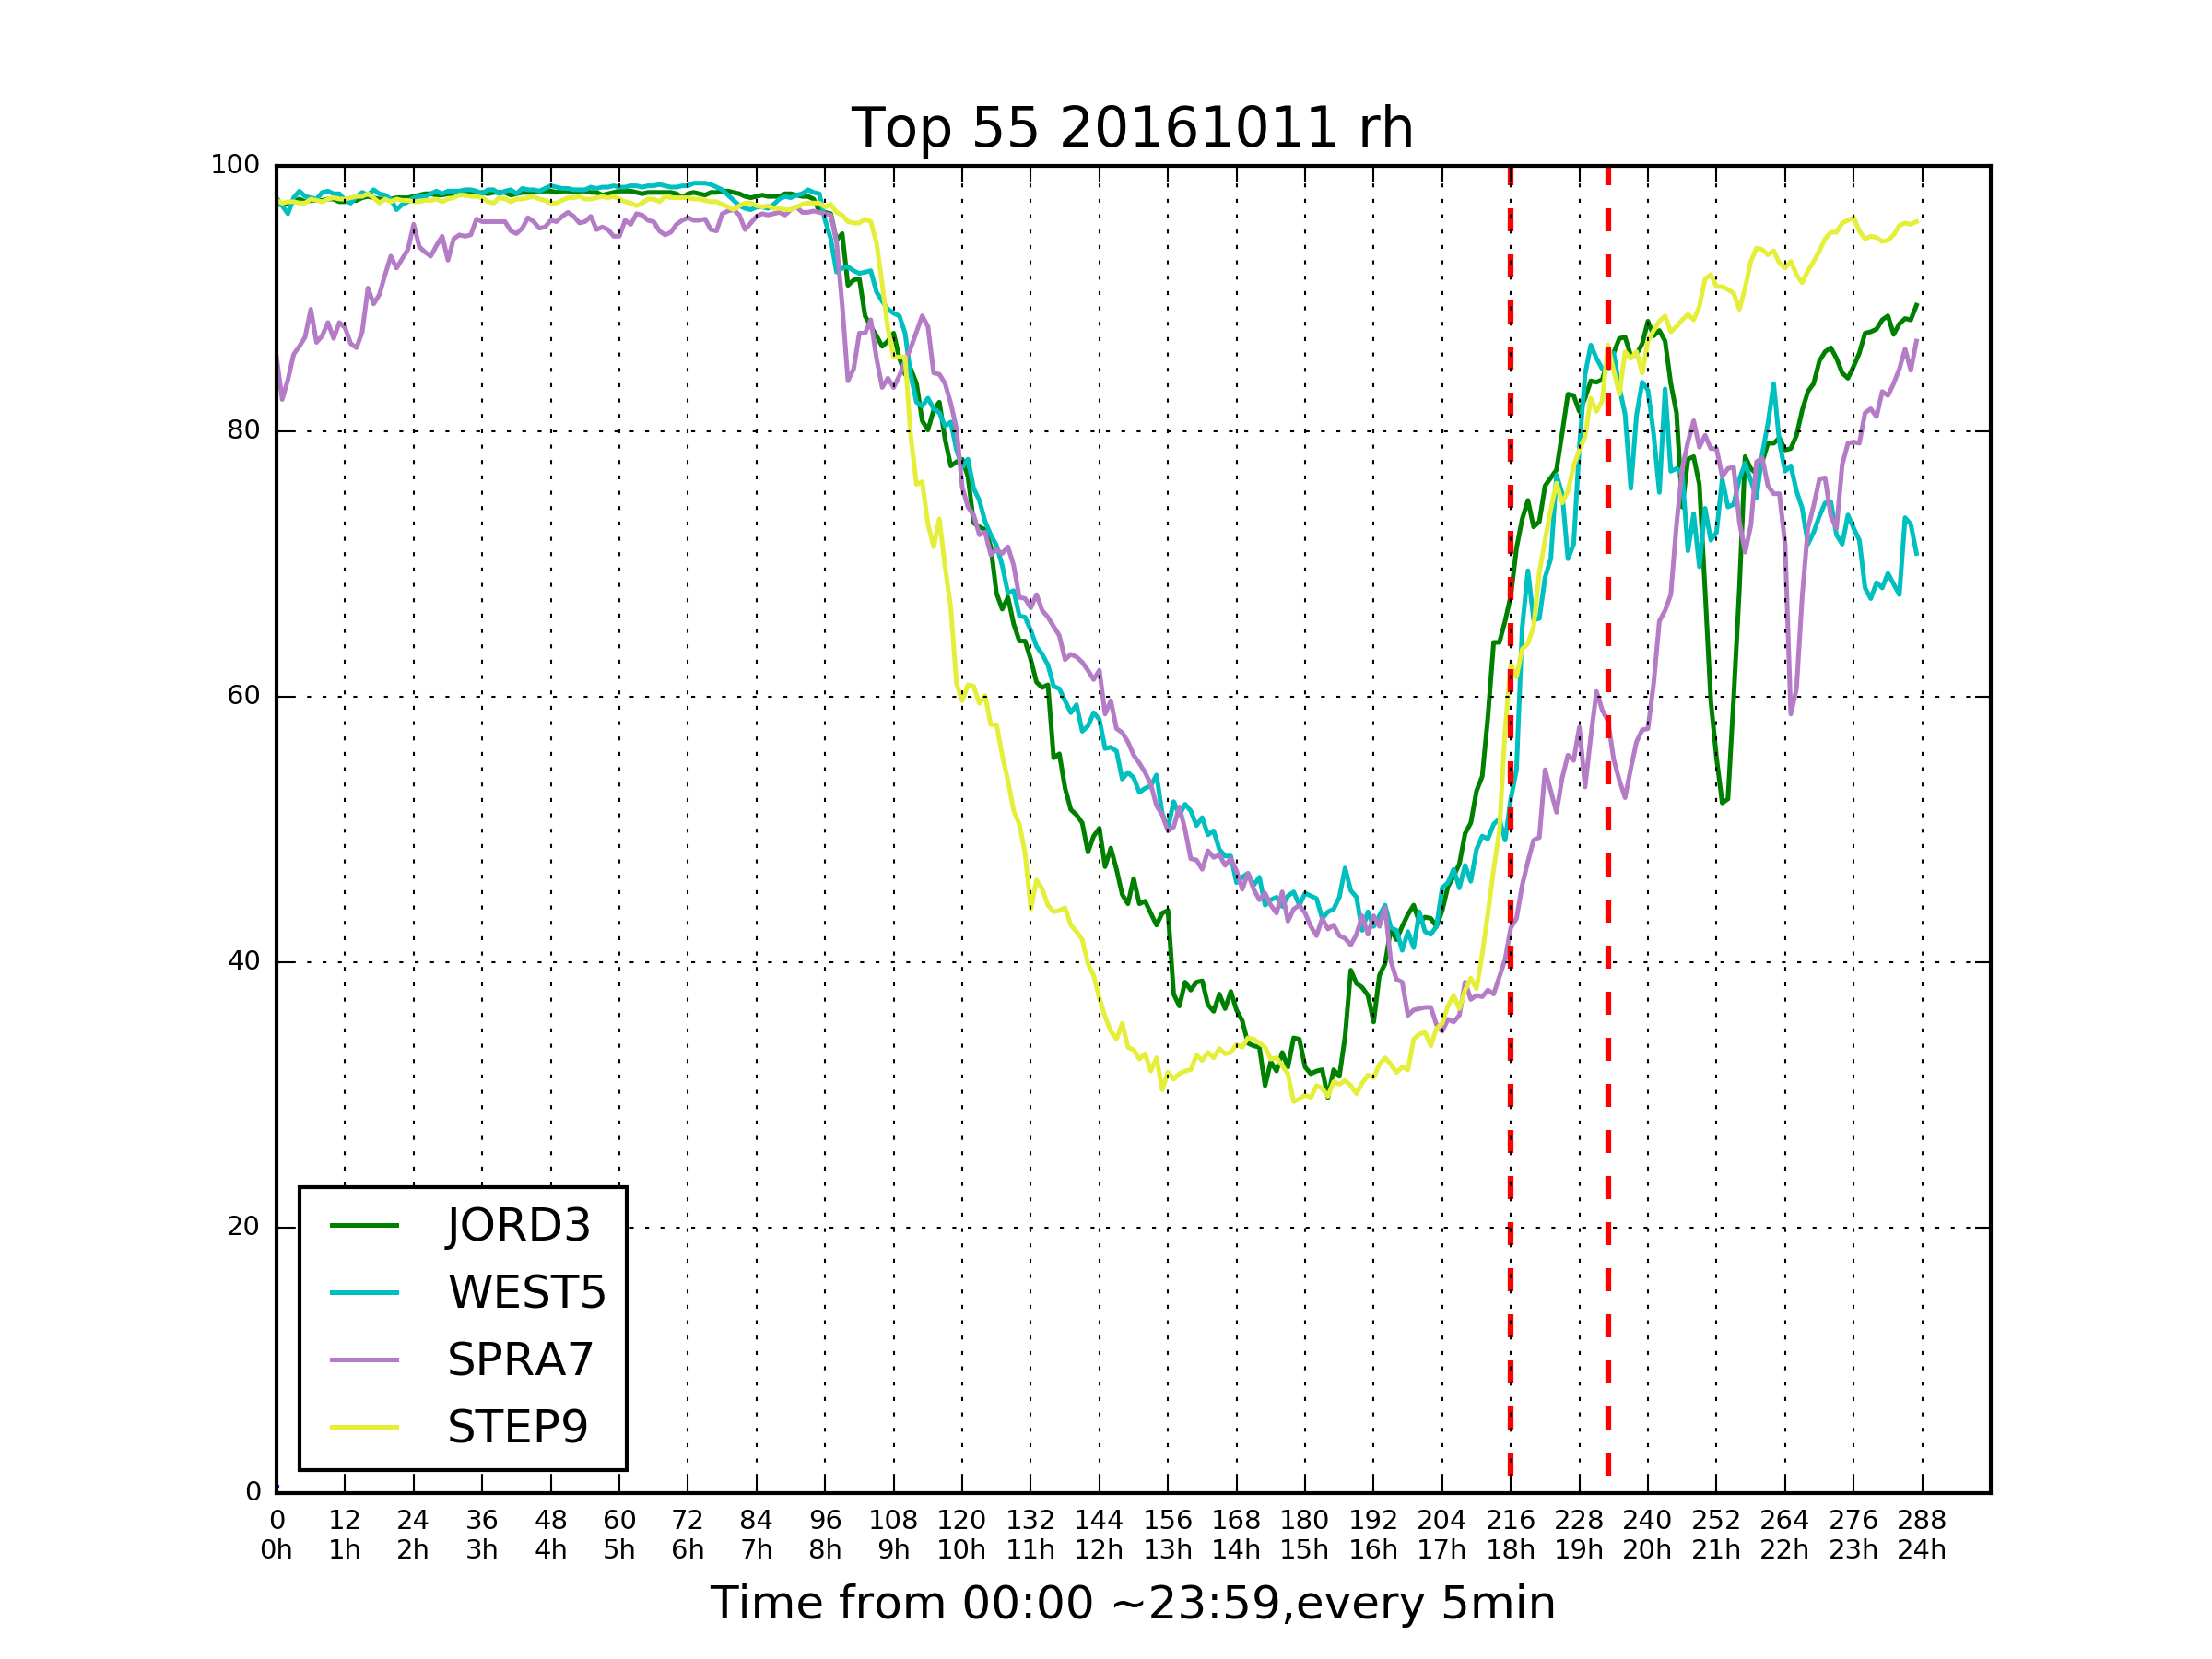 Top 55 20161011 rh
100
80
60
40
20
0
JORD3
WEST5
SPRA7
STEP9
0 12 24 36 48 60 72 84 96 108 120 132 144 156 168 180 192 204 216 228 240 252 264 276 288
0h 1h 2h 3h 4h 5h 6h 7h 8h 9h 10h 11h 12h 13h 14h 15h 16h 17h 18h 19h 20h 21h 22h 23h 24h
Time from 00:00 ~23:59,every 5min